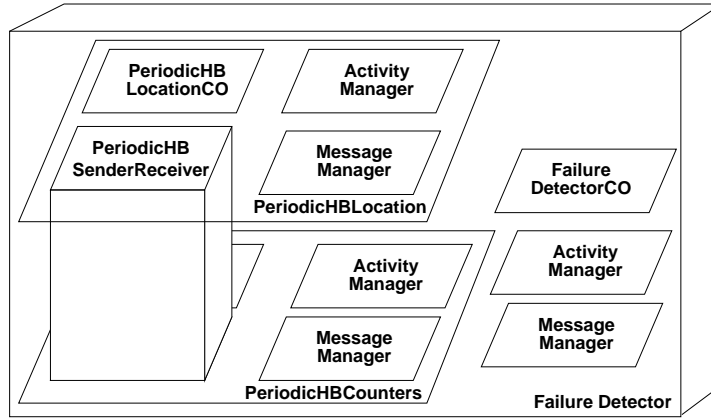 PeriodicHB
LocationCO
Activity
Manager
PeriodicHB
SenderReceiver
Message
Manager
PeriodicHBLocation
Failure
DetectorCO
Activity
Manager
Activity
Manager
Message
Manager
Message
Manager
PeriodicHBCounters
Failure Detector